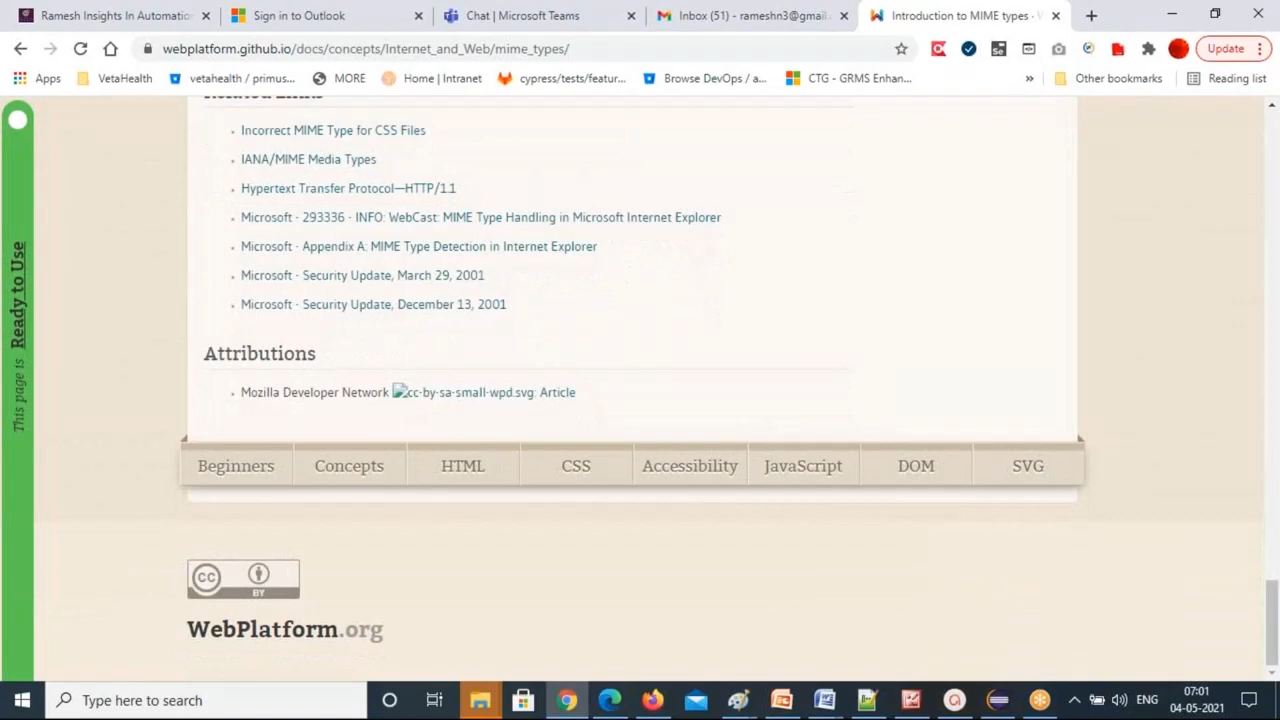 Ramesh Insights In Automation
Sign in to Outlook
Chat | Microsoft Teams
Inbox (51) - rameshn3@gmail.
Introduction to MIME types · W
webplatform.github.io/docs/concepts/Internet_and_Web/mime_types/
Update
Apps
VetaHealth
vetahealth / primus...
MORE
Home | Intranet
cypress/tests/featur...
Browse DevOps / a...
CTG - GRMS Enhan...
»
Other bookmarks
Reading list
Related Links
Incorrect MIME Type for CSS Files
IANA/MIME Media Types
Hypertext Transfer Protocol—HTTP/1.1
Microsoft - 293336 - INFO: WebCast: MIME Type Handling in Microsoft Internet Explorer
Microsoft - Appendix A: MIME Type Detection in Internet Explorer
Microsoft - Security Update, March 29, 2001
Microsoft - Security Update, December 13, 2001
Attributions
Mozilla Developer Network cc-by-sa-small-wpd.svg: Article
This page is Ready to Use
Beginners
Concepts
HTML
CSS
Accessibility
JavaScript
DOM
SVG
CC
BY
WebPlatform.org
Type here to search
ENG
07:01
04-05-2021